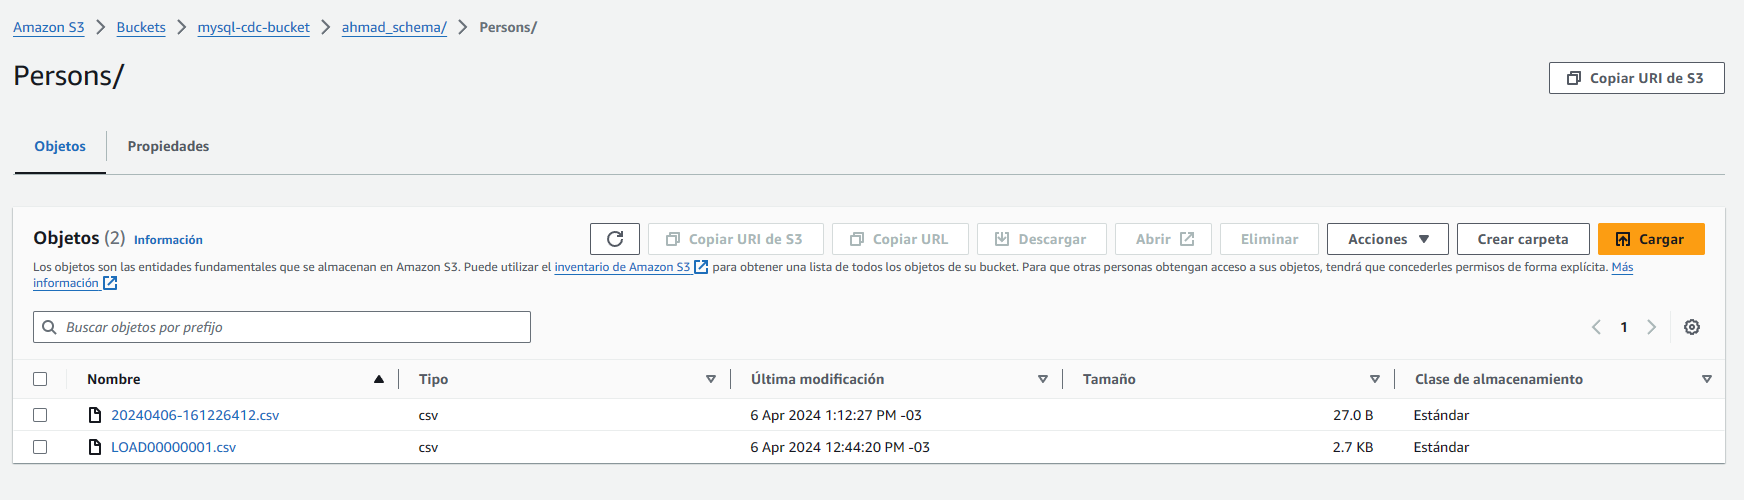 Amazon S3 > Buckets > mysql-cdc-bucket > ahmad_schema/ > Persons/
Persons/
Copiar URI de S3
Objetos Propiedades
Objetos (2) Información
Copiar URI de S3 Copiar URL Descargar Abrir Eliminar Acciones Crear carpeta Cargar
Los objetos son las entidades fundamentales que se almacenan en Amazon S3. Puede utilizar el inventario de Amazon S3 para obtener una lista de todos los objetos de su bucket. Para que otras personas obtengan acceso a sus objetos, tendrá que concederles permisos de forma explícita. Más
información
Buscar objetos por prefijo
1
Nombre Tipo Última modificación Tamaño Clase de almacenamiento
20240406-161226412.csv csv 6 Apr 2024 1:12:27 PM -03 27.0 B Estándar
LOAD00000001.csv csv 6 Apr 2024 12:44:20 PM -03 2.7 KB Estándar